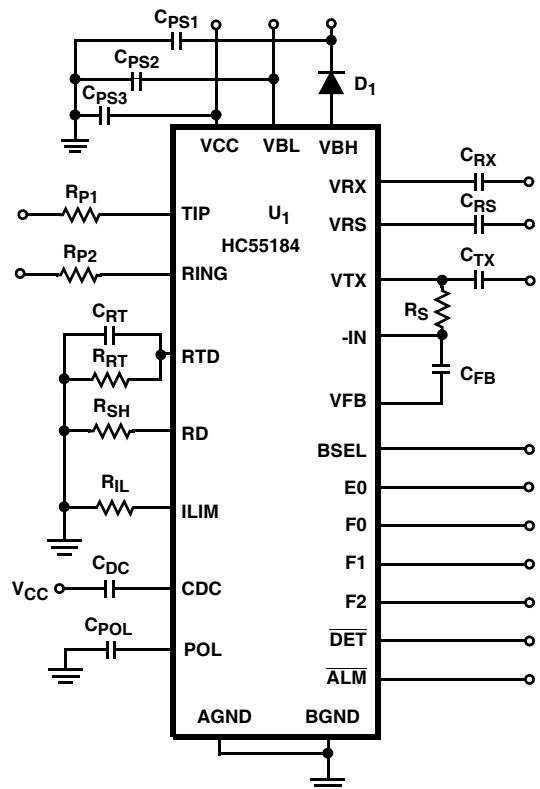 CPS1
CPS2
D1
CPS3
VCC VBL VBH
CRX
VRX
CRS
RP1
TIP U1 VRS
HC55184
CTX
RP2
RING VTX
RS
CRT
-IN
RTD
RRT
CFB
VFB
RSH
RD
BSEL
E0
RIL
ILIM
F0
F1
CDC
VCC CDC
F2
CPOL
DET
POL
ALM
AGND BGND